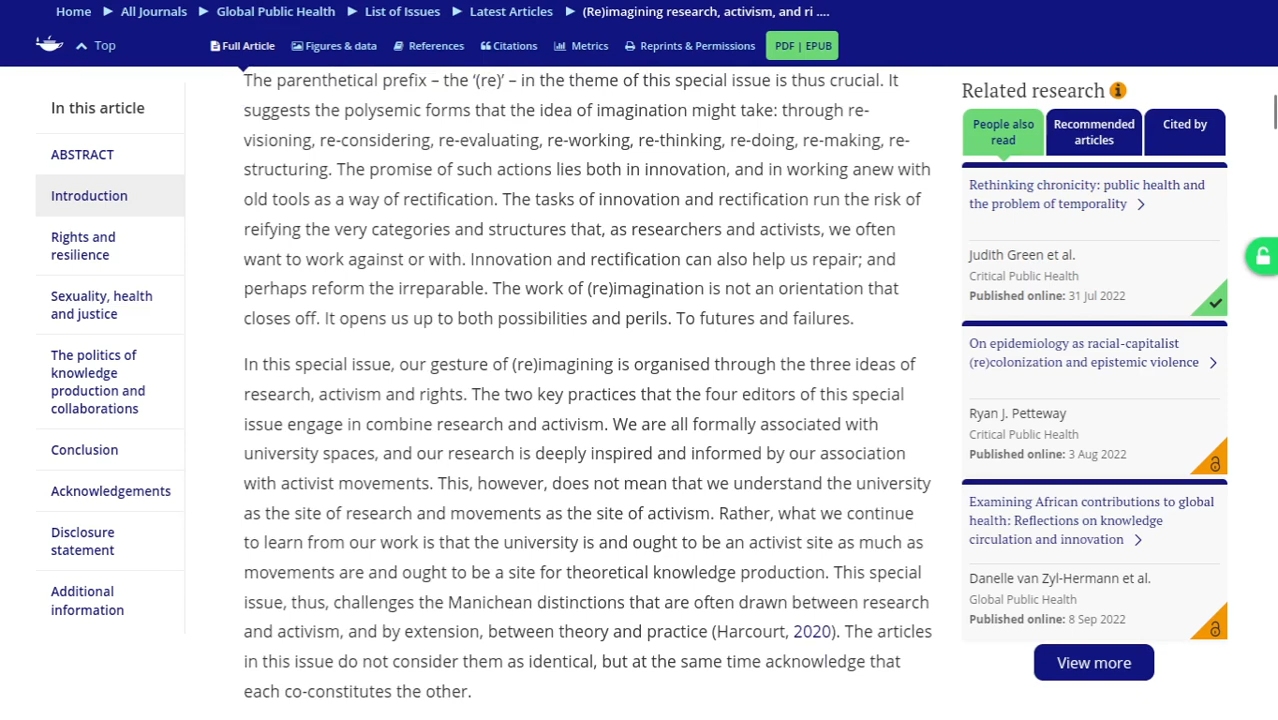 Home ▶ All Journals ▶ Global Public Health ▶ List of Issues ▶ Latest Articles ▶ (Re)imagining research, activism, and ri ....
Top
Full Article Figures & data References Citations Metrics Reprints & Permissions PDF | EPUB
In this article
ABSTRACT
Introduction
Rights and
resilience
Sexuality, health
and justice
The politics of
knowledge
production and
collaborations
Conclusion
Acknowledgements
Disclosure
statement
Additional
information
The parenthetical prefix – the ‘(re)’ – in the theme of this special issue is thus crucial. It
suggests the polysemic forms that the idea of imagination might take: through re-
visioning, re-considering, re-evaluating, re-working, re-thinking, re-doing, re-making, re-
structuring. The promise of such actions lies both in innovation, and in working anew with
old tools as a way of rectification. The tasks of innovation and rectification run the risk of
reifying the very categories and structures that, as researchers and activists, we often
want to work against or with. Innovation and rectification can also help us repair; and
perhaps reform the irreparable. The work of (re)imagination is not an orientation that
closes off. It opens us up to both possibilities and perils. To futures and failures.
In this special issue, our gesture of (re)imagining is organised through the three ideas of
research, activism and rights. The two key practices that the four editors of this special
issue engage in combine research and activism. We are all formally associated with
university spaces, and our research is deeply inspired and informed by our association
with activist movements. This, however, does not mean that we understand the university
as the site of research and movements as the site of activism. Rather, what we continue
to learn from our work is that the university is and ought to be an activist site as much as
movements are and ought to be a site for theoretical knowledge production. This special
issue, thus, challenges the Manichean distinctions that are often drawn between research
and activism, and by extension, between theory and practice (Harcourt, 2020). The articles
in this issue do not consider them as identical, but at the same time acknowledge that
each co-constitutes the other.
Related research
People also
read
Recommended
articles
Cited by
Rethinking chronicity: public health and
the problem of temporality
Judith Green et al.
Critical Public Health
Published online: 31 Jul 2022
On epidemiology as racial-capitalist
(re)colonization and epistemic violence
Ryan J. Petteway
Critical Public Health
Published online: 3 Aug 2022
Examining African contributions to global
health: Reflections on knowledge
circulation and innovation
Danelle van Zyl-Hermann et al.
Global Public Health
Published online: 8 Sep 2022
View more